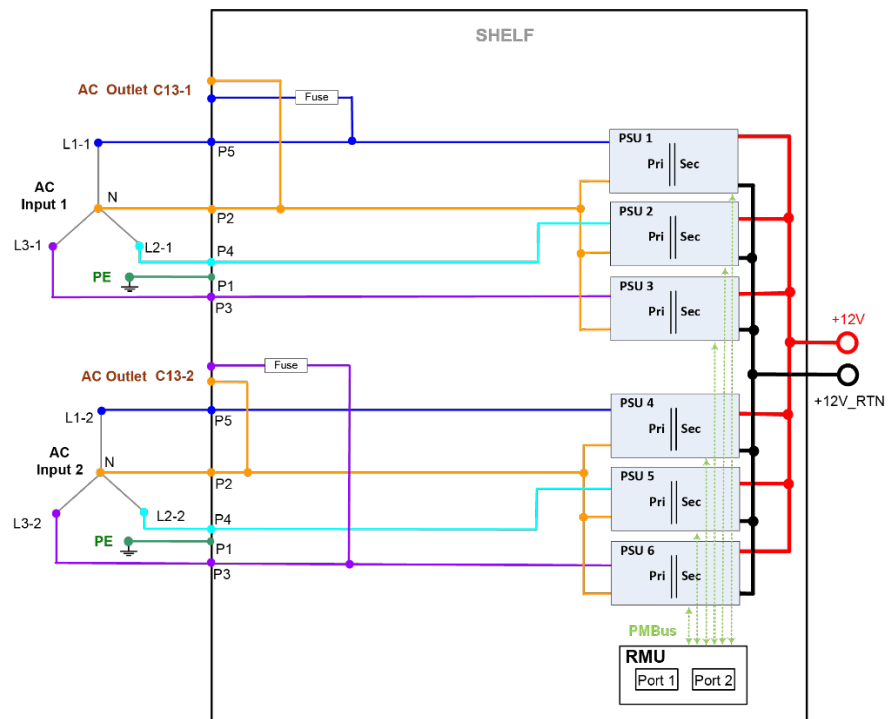 SHELF
AC Outlet C13-1
Fuse
L1-1
P5
PSU 1
Pri Sec
AC
Input 1
N
P2
PSU 2
Pri Sec
L3-1
L2-1
P4
PE
P1
P3
PSU 3
Pri Sec
+12V
AC Outlet C13-2
Fuse
+12V_RTN
L1-2
P5
PSU 4
Pri Sec
AC
Input 2
N
P2
PSU 5
Pri Sec
L3-2
L2-2
P4
PE
P1
P3
PSU 6
Pri Sec
PMBus
RMU
Port 1
Port 2